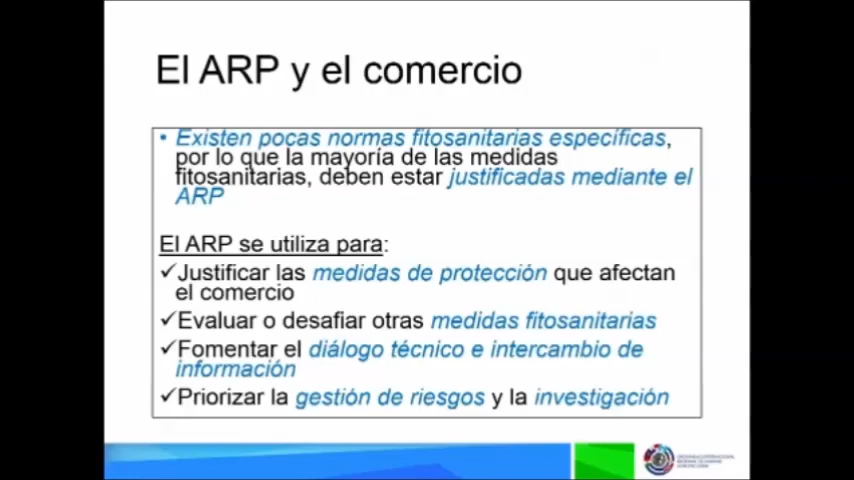 El ARP y el comercio
• Existen pocas normas fitosanitarias específicas,
por lo que la mayoría de las medidas
fitosanitarias, deben estar justificadas mediante el
ARP
El ARP se utiliza para:
✓Justificar las medidas de protección que afectan
el comercio
✓Evaluar o desafiar otras medidas fitosanitarias
✓Fomentar el diálogo técnico e intercambio de
información
✓Priorizar la gestión de riesgos y la investigación